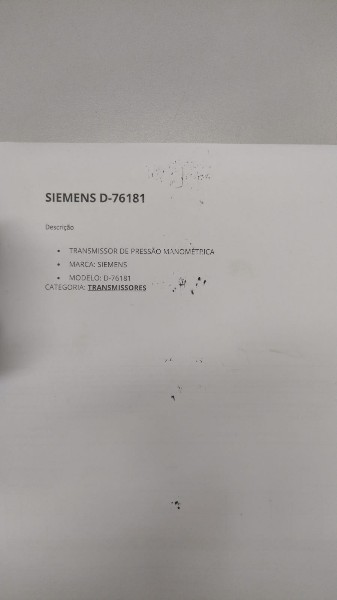 SIEMENS D-76181
Descrição
• TRANSMISSOR DE PRESSÃO MANOMÉTRICA
• MARCA: SIEMENS
• MODELO: D-76181
CATEGORIA: TRANSMISSORES